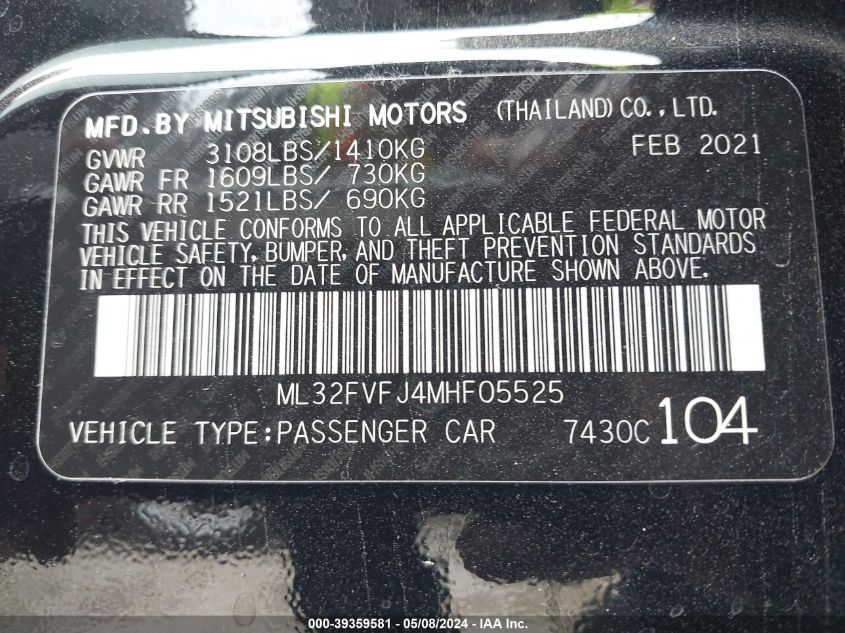 MFD.BY MITSUBISHI MOTORS (THAILAND)CO.,LTD.
GVWR 3108LBS/1410KG FEB 2021
GAWR FR 1609LBS/ 730KG
GAWR RR 1521LBS/ 690KG
THIS VEHICLE CONFORMS TO ALL APPLICABLE FEDERAL MOTOR
VEHICLE SAFETY, BUMPER, AND THEFT PREVENTION STANDARDS
IN EFFECT ON THE DATE OF MANUFACTURE SHOWN ABOVE.
ML32FVFJ4MHF05525
VEHICLE TYPE:PASSENGER CAR 7430C 104
000-39359581 - 05/08/2024 - IAA Inc.